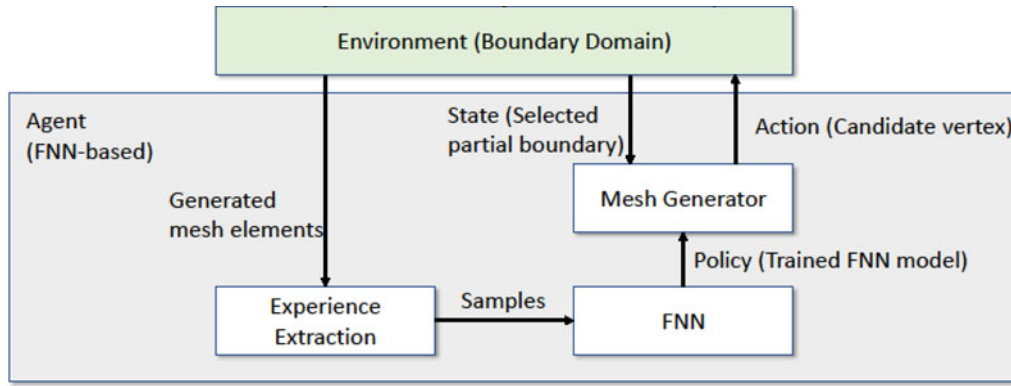 Environment (Boundary Domain)
Agent
(FNN-based)
State (Selected
partial boundary)
Action (Candidate vertex)
Generated
mesh elements
Mesh Generator
Policy (Trained FNN model)
Experience
Extraction
Samples
FNN